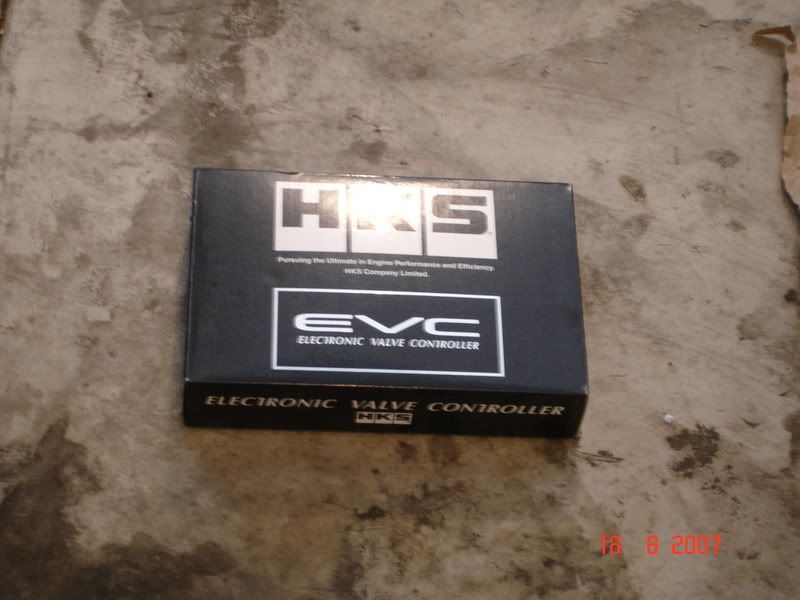 HKS
Pursuing the Ultimate in Engine Performance and Efficiency.
HKS Company Limited.
EVC
ELECTRONIC VALVE CONTROLLER
ELECTRONIC VALVE CONTROLLER
HKS
18 8 2007